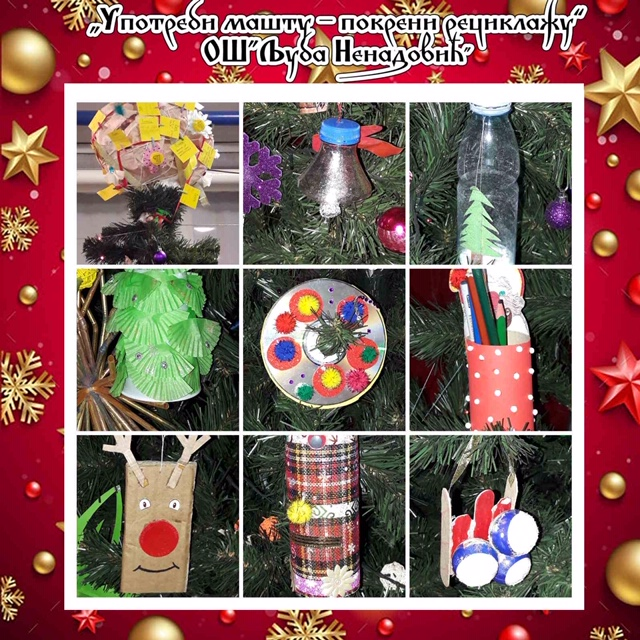 „Употреби машту – покрени рециклажу“
ОШ"Љуба Ненадовић"